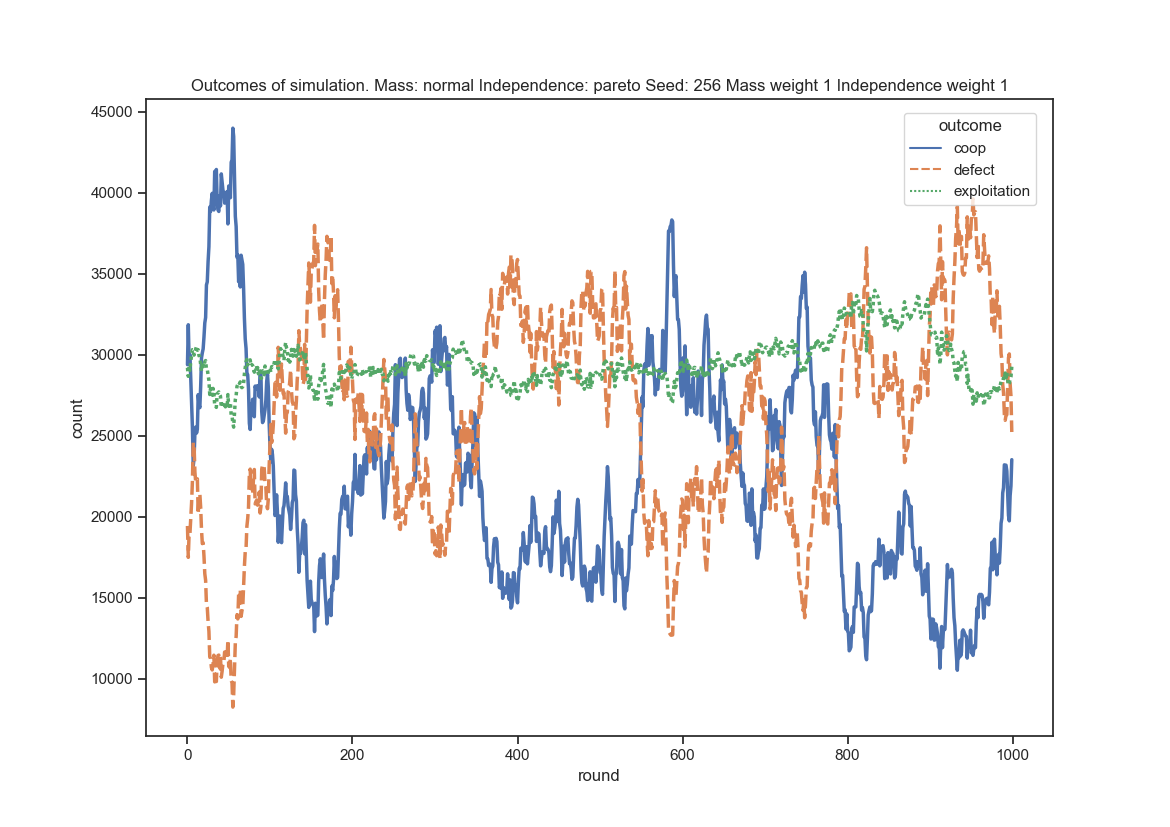 Outcomes of simulation. Mass: normal Independence: pareto Seed: 256 Mass weight 1 Independence weight 1
45000
40000
35000
30000
25000
20000
15000
10000
count
outcome
coop
defect
exploitation
0
200
400
600
800
1000
round